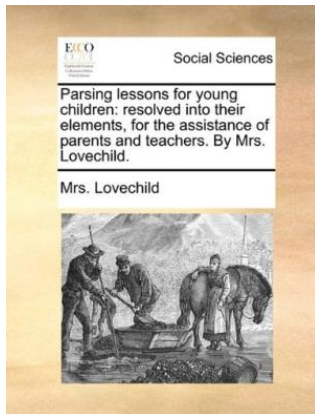 ECCO
Social Sciences
Parsing lessons for young
children: resolved into their
elements, for the assistance of
parents and teachers. By Mrs.
Lovechild.
Mrs. Lovechild